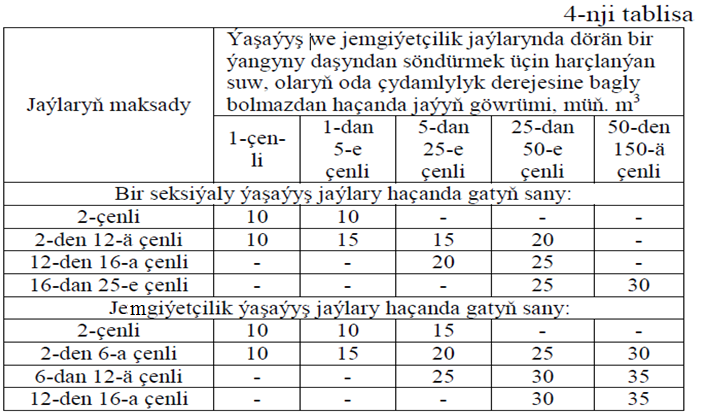 4-nji tablisa
Jaýlaryň maksady
Ýaşaýyş we jemgiýetçilik jaýlarynda dörän bir
ýangyny daşyndan söndürmek üçin harçlanýan
suw, olaryň oda çydamlylyk derejesine bagly
bolmazdan haçanda jaýyň göwrümi, müň. m³
1-çen-
li
1-dan
5-e
çenli
5-dan
25-e
çenli
25-dan
50-e
çenli
50-den
150-ä
çenli
Bir seksiýaly ýaşaýyş jaýlary haçanda gatyň sany:
2-çenli 10 10 - - -
2-den 12-ä çenli 10 15 15 20 -
12-den 16-a çenli - - 20 25 -
16-dan 25-e çenli - - - 25 30
Jemgiýetçilik ýaşaýyş jaýlary haçanda gatyň sany:
2-çenli 10 10 15 - -
2-den 6-a çenli 10 15 20 25 30
6-dan 12-ä çenli - - 25 30 35
12-den 16-a çenli - - - 30 35